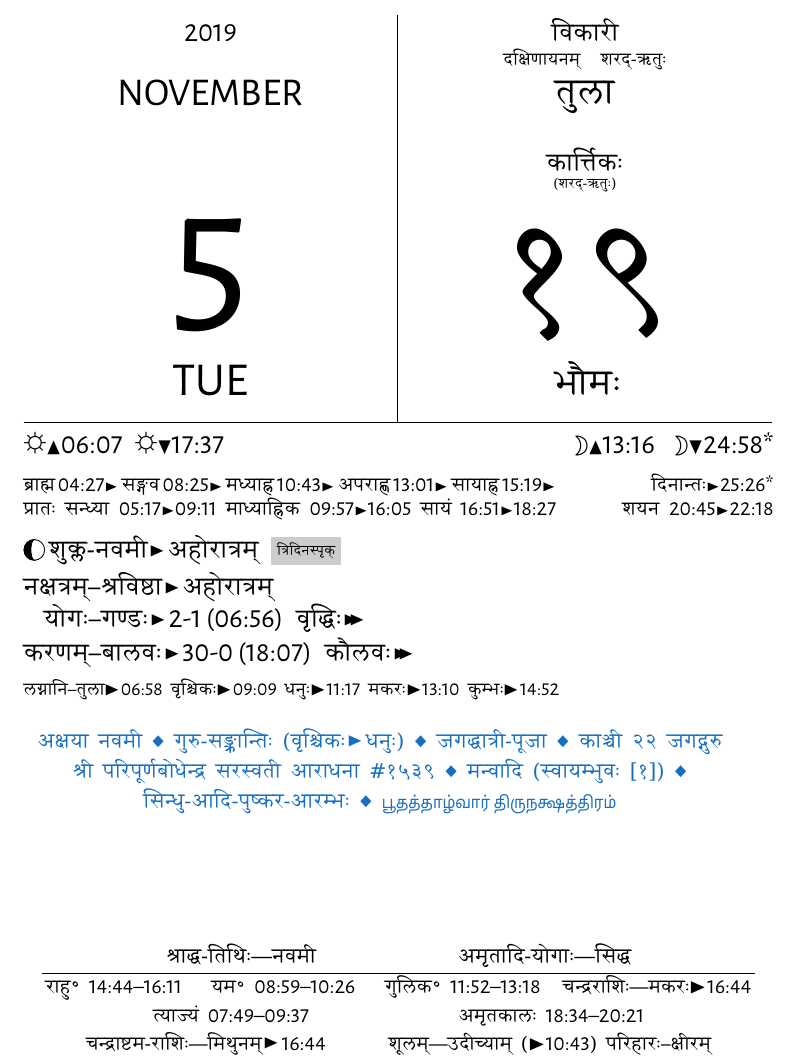 2019
NOVEMBER
5
TUE
विकारी
दक्षिणायनम् शरद्-ऋतुः
तुला
कार्त्तिकः
(शरद्-ऋतुः)
१९
भौमः
☼▲06:07 ☼▼17:37
☽▲13:16 ☽▼24:58*
ब्राह्म 04:27► सङ्गव 08:25► मध्याह्न 10:43► अपराह्ण 13:01► सायाह्न 15:19► दिनान्तः►25:26*
प्रातः सन्ध्या 05:17►09:11 माध्याह्निक 09:57►16:05 सायं 16:51►18:27 शयन 20:45►22:18
शुक्ल-नवमी► अहोरात्रम् त्रिदिनस्पृक्
नक्षत्रम्–श्रविष्ठा► अहोरात्रम्
योगः–गण्डः► 2-1 (06:56) वृद्धिः►►
करणम्–बालवः► 30-0 (18:07) कौलवः►►
लग्नानि–तुला►06:58 वृश्चिकः►09:09 धनुः►11:17 मकरः►13:10 कुम्भः►14:52
अक्षया नवमी ◆ गुरु-सङ्क्रान्तिः (वृश्चिकः►धनुः) ◆ जगद्धात्री-पूजा ◆ काञ्ची २२ जगद्गुरु
श्री परिपूर्णबोधेन्द्र सरस्वती आराधना #१५३९ ◆ मन्वादि (स्वायम्भुवः [१]) ◆
सिन्धु-आदि-पुष्कर-आरम्भः ◆ பூதத்தாழ்வார் திருநக்ஷத்திரம்
श्राद्ध-तिथिः—नवमी अमृतादि-योगाः—सिद्ध
राहु॰ 14:44–16:11 यम॰ 08:59–10:26 गुलिक॰ 11:52–13:18 चन्द्रराशिः—मकरः►16:44
त्याज्यं 07:49–09:37 अमृतकालः 18:34–20:21
चन्द्राष्टम-राशिः—मिथुनम्►16:44 शूलम्—उदीच्याम् (►10:43) परिहारः–क्षीरम्